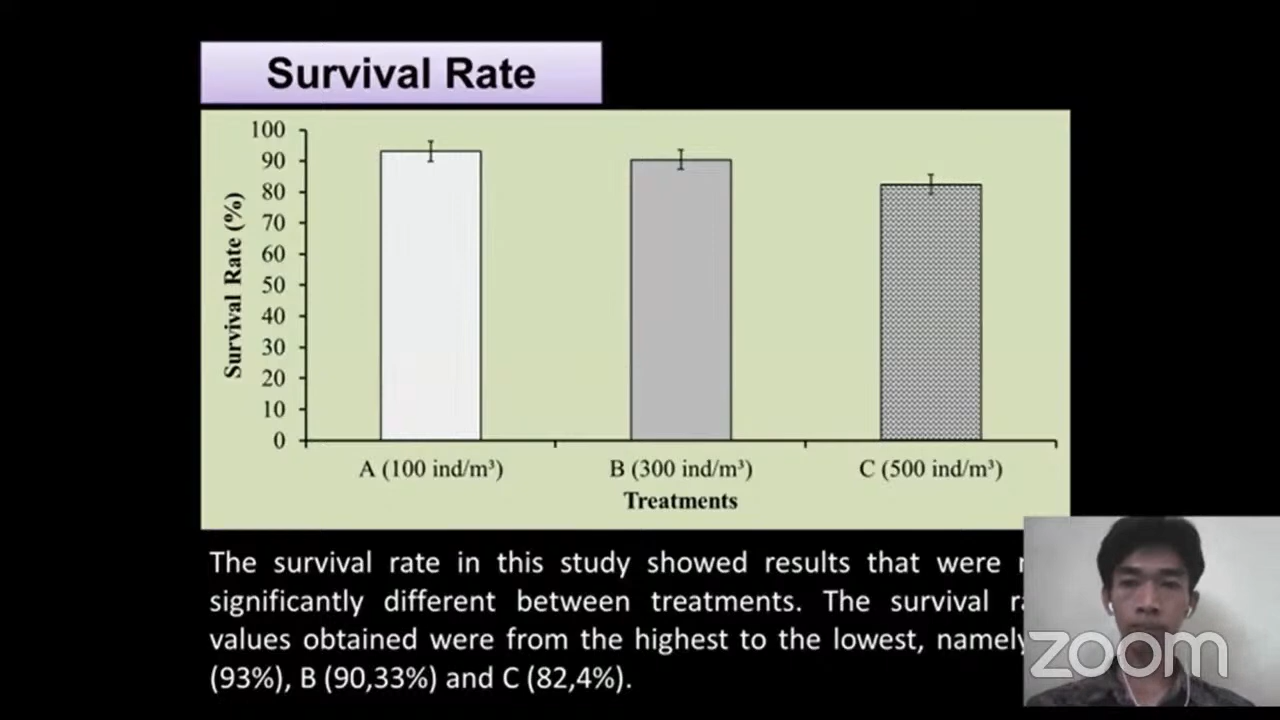 Survival Rate
100
90
80
70
60
50
40
30
20
10
0
Survival Rate (%)
A (100 ind/m³)
B (300 ind/m³)
C (500 ind/m³)
Treatments
The survival rate in this study showed results that were
significantly different between treatments. The survival
values obtained were from the highest to the lowest, namely
(93%), B (90,33%) and C (82,4%).
zoom